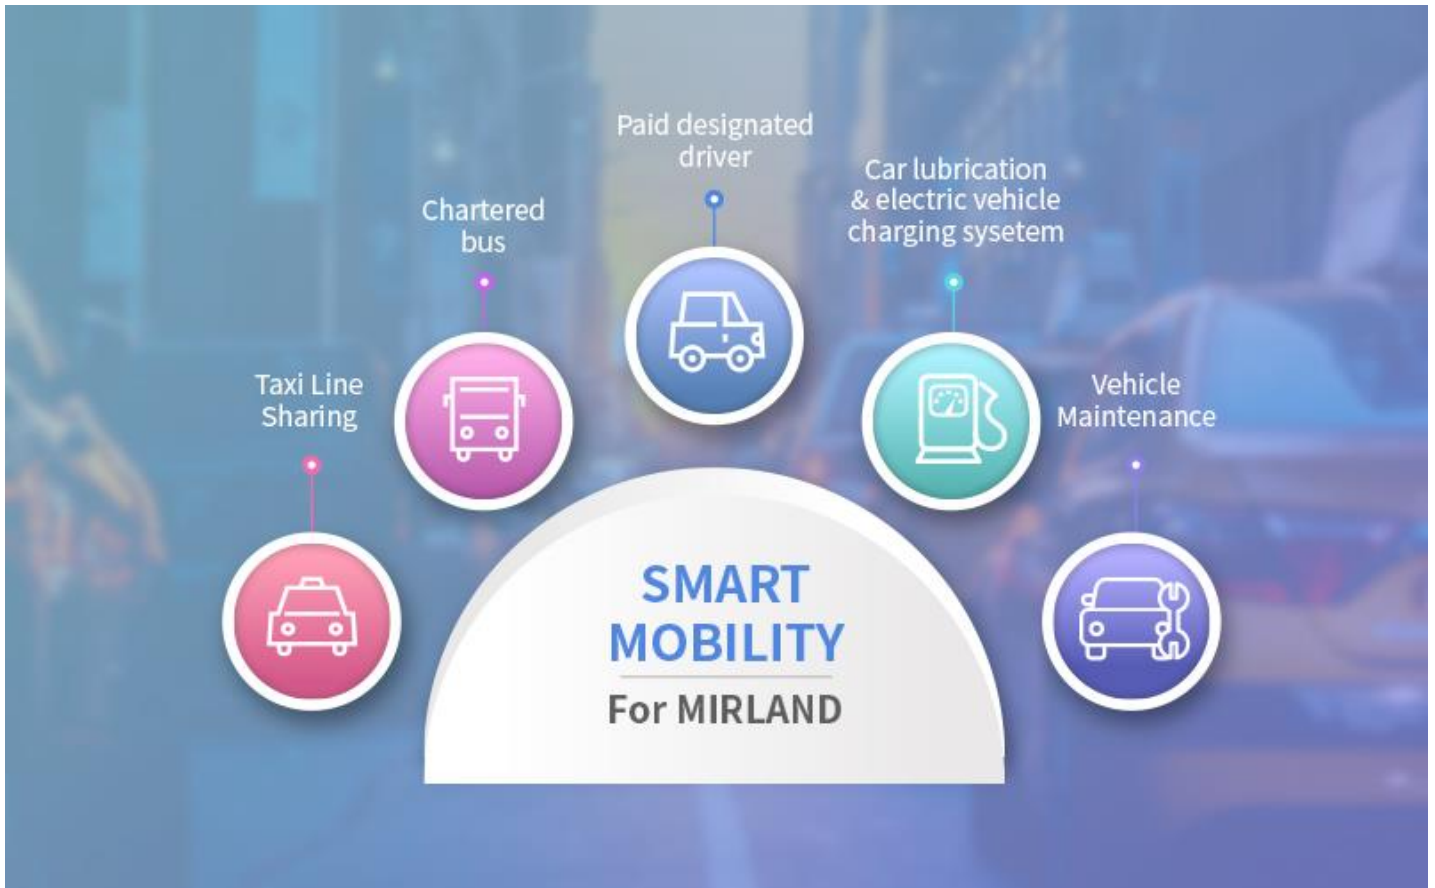 Paid designated
driver
Car lubrication
& electric vehicle
charging sysetem
Chartered
bus
Taxi Line
Sharing
Vehicle
Maintenance
SMART
MOBILITY
For MIRLAND